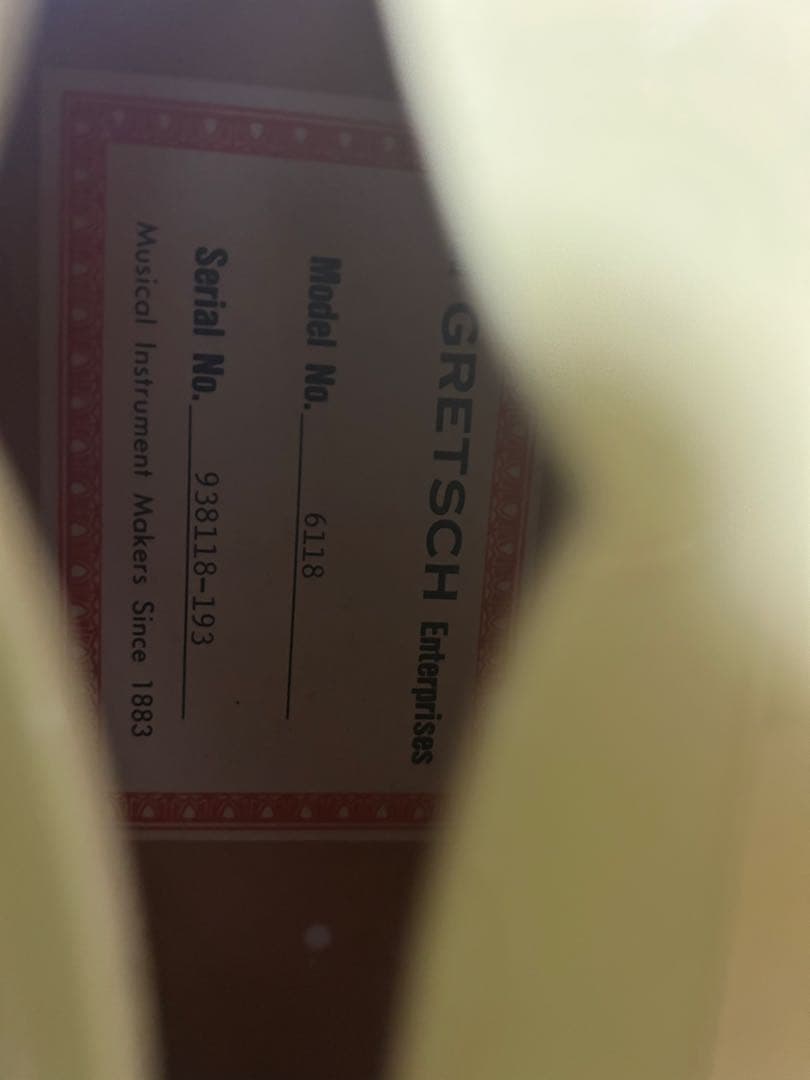 GRETSCH Enterprises
Model No. 6118
Serial No. 938118-193
Musical Instrument Makers Since 1883